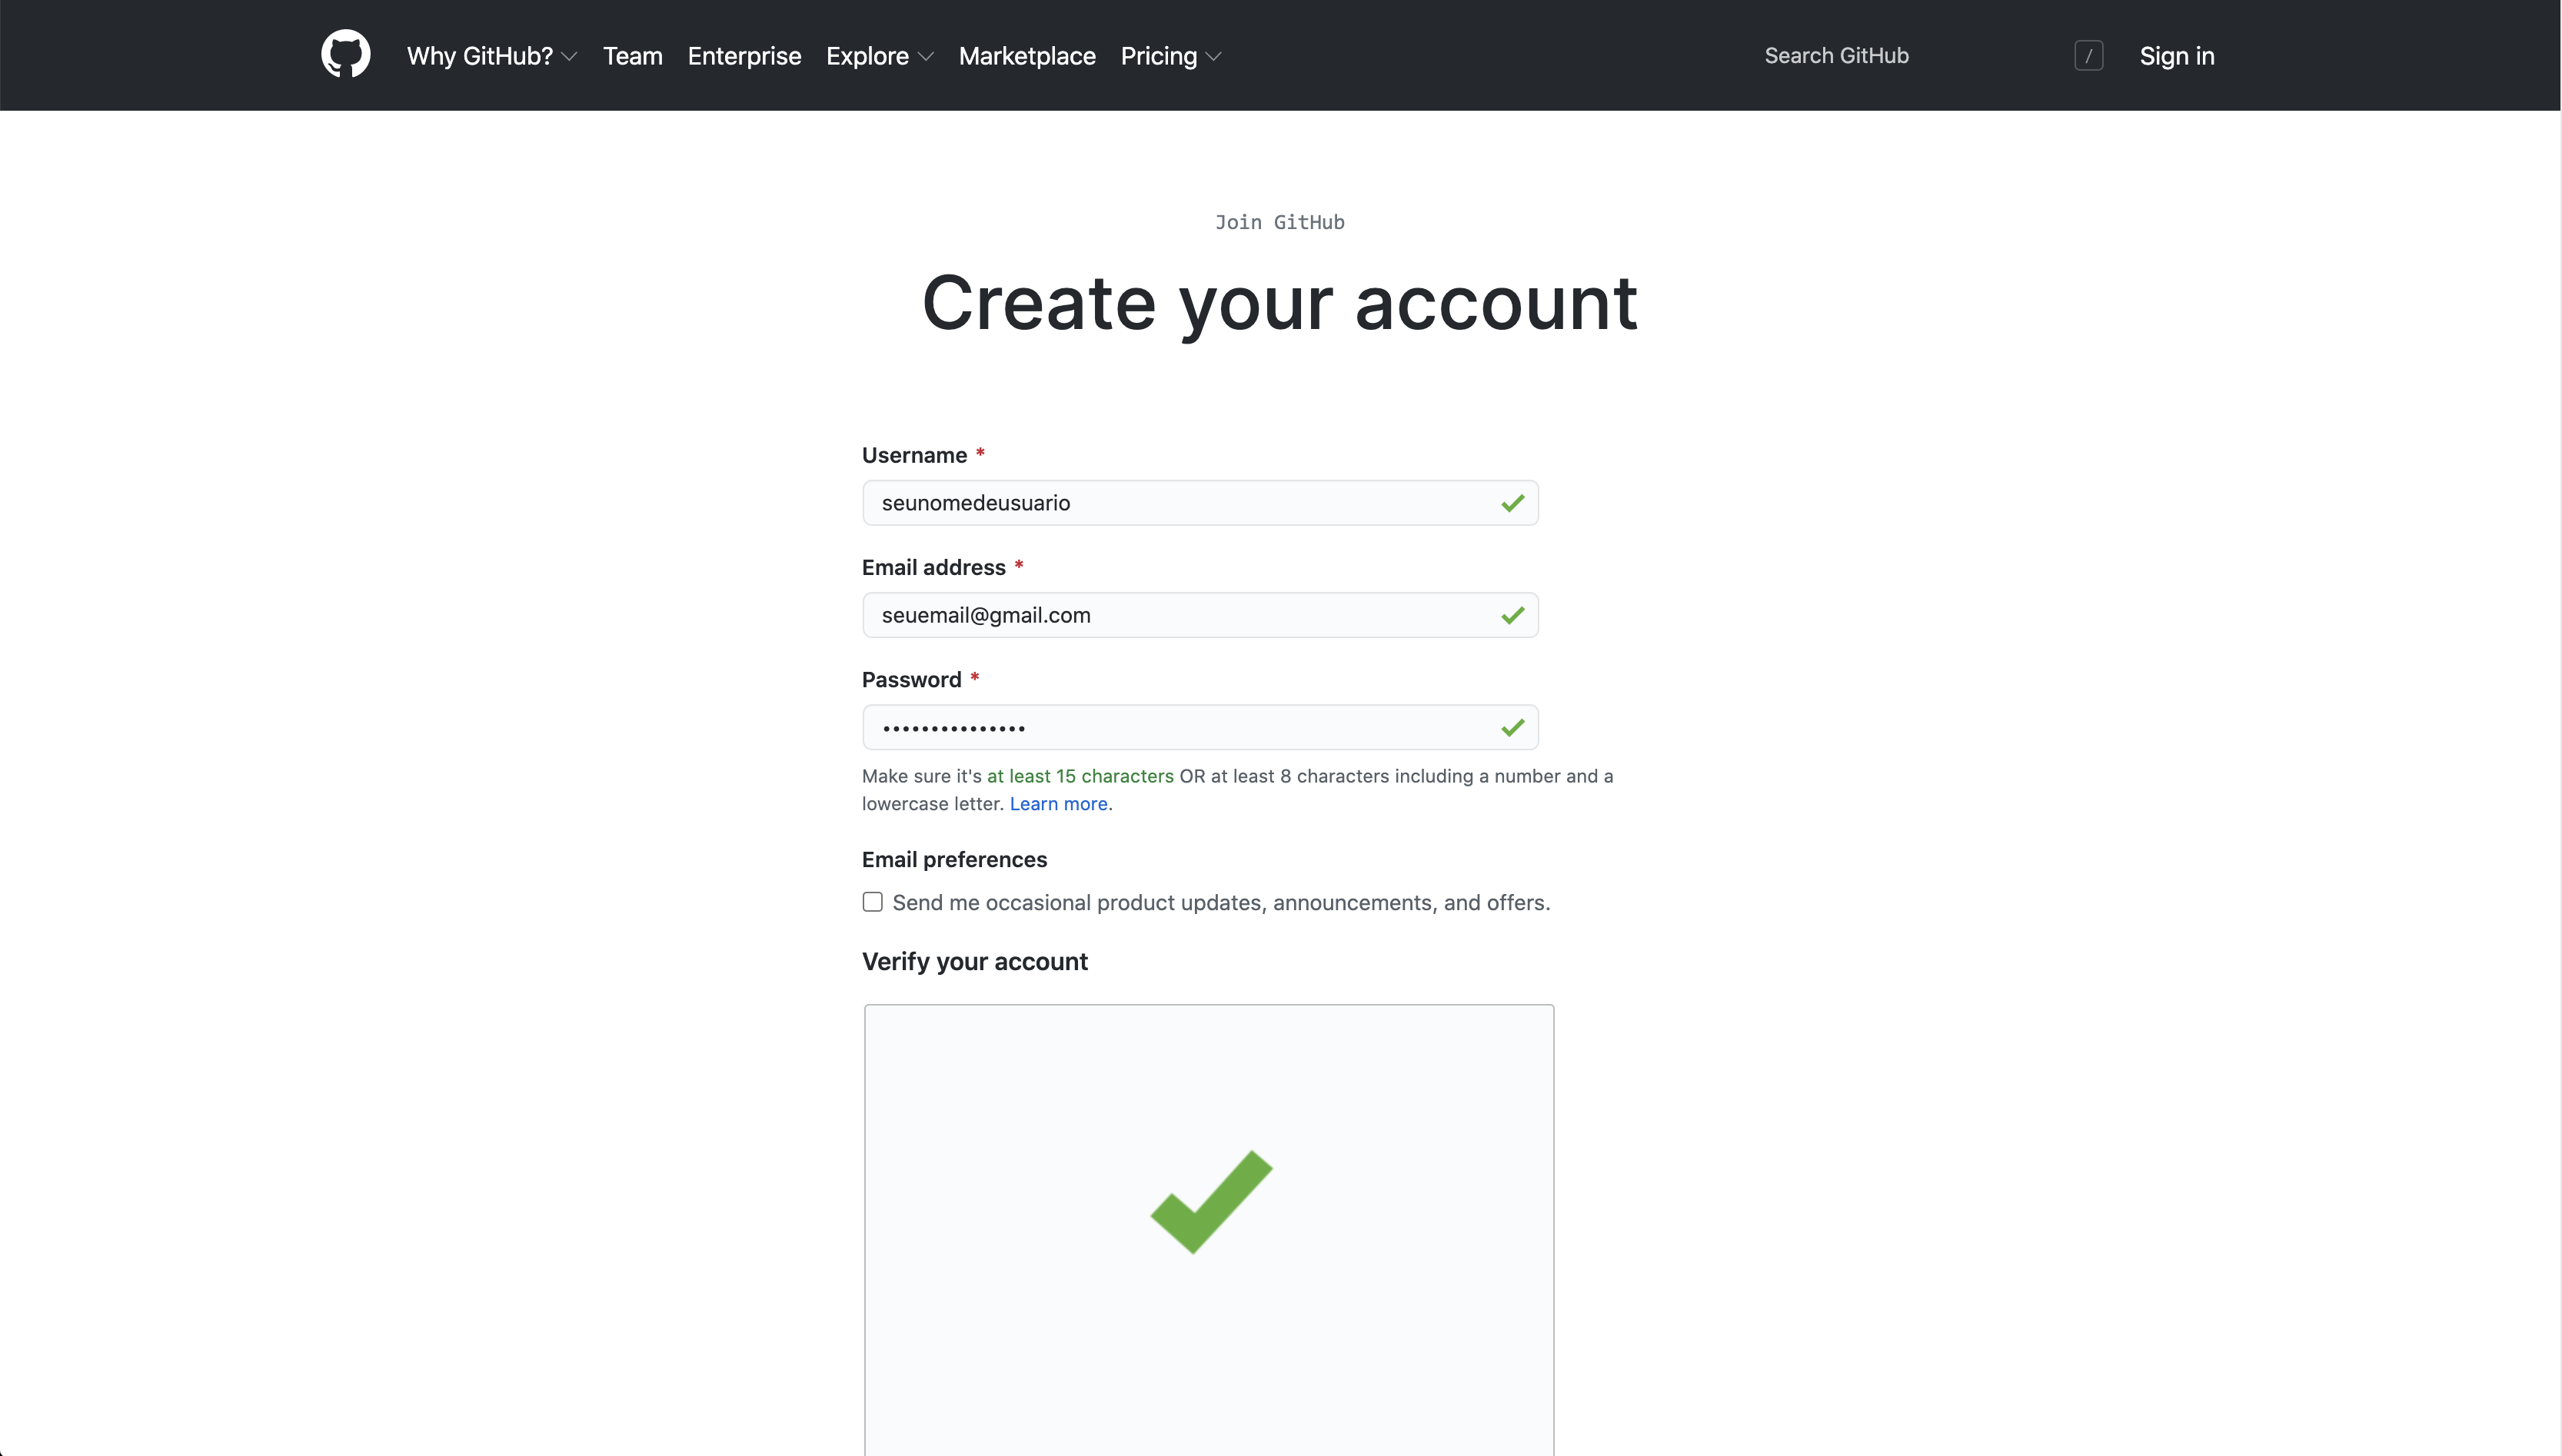 Why GitHub? Team Enterprise Explore Marketplace Pricing Search GitHub / Sign in
Join GitHub
Create your account
Username *
seunomedeusuario
Email address *
seuemail@gmail.com
Password *
•••••••••••••••
Make sure it's at least 15 characters OR at least 8 characters including a number and a
lowercase letter. Learn more.
Email preferences
Send me occasional product updates, announcements, and offers.
Verify your account